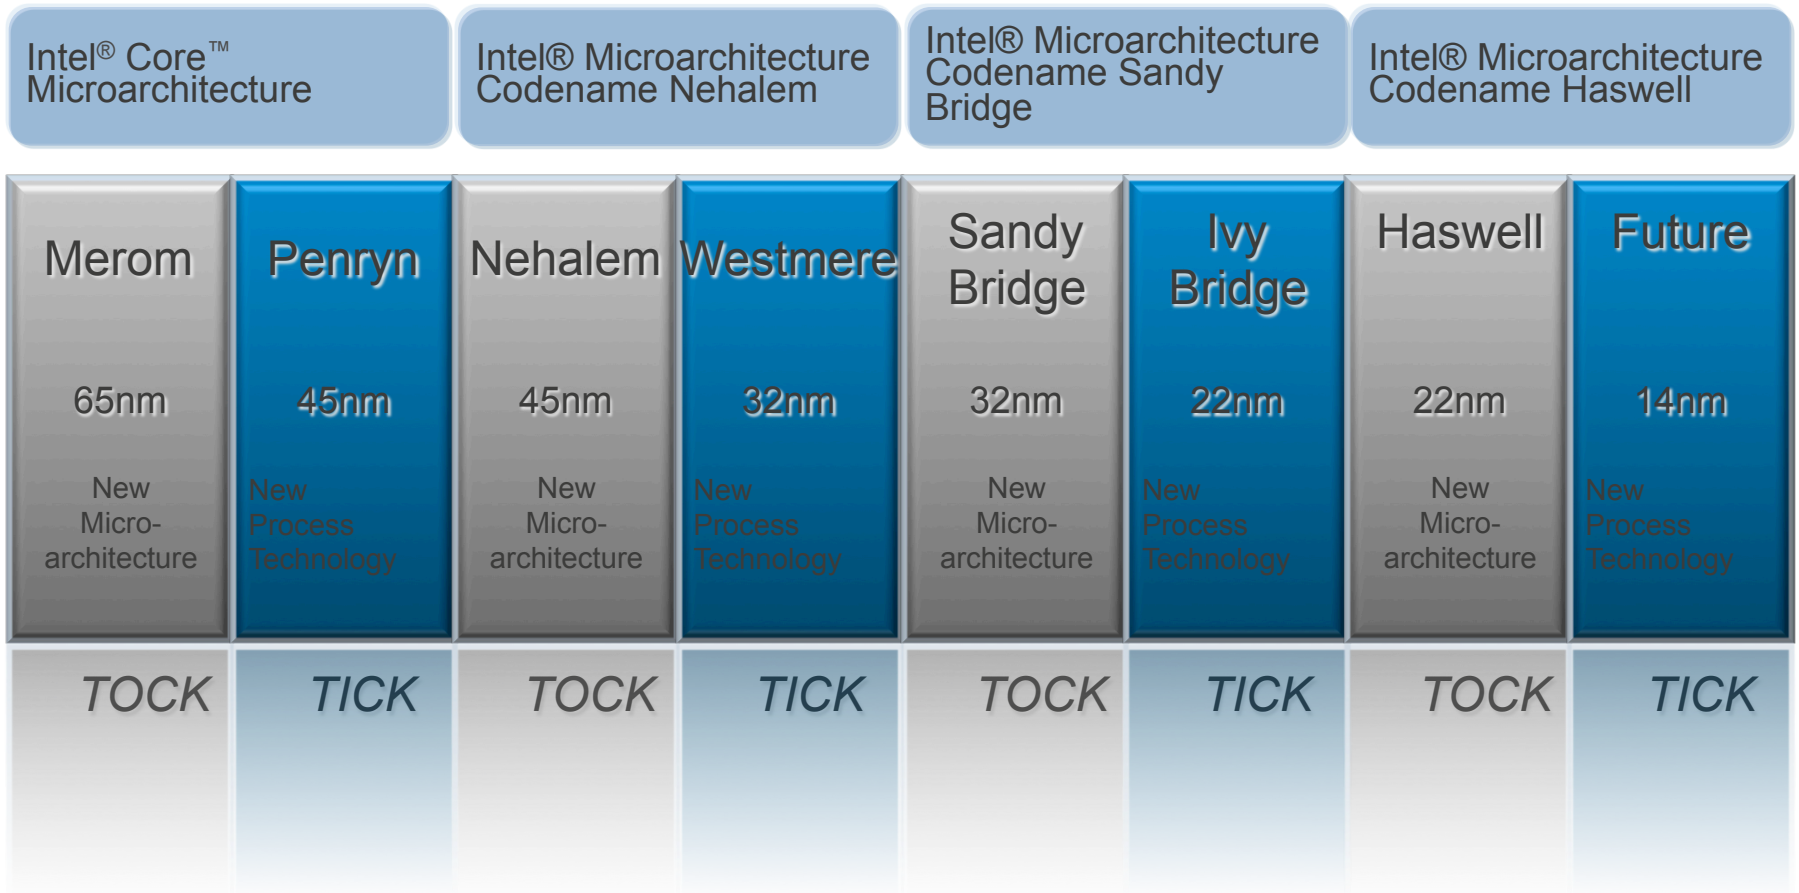 Intel® Core™
Microarchitecture
Intel® Microarchitecture
Codename Nehalem
Intel® Microarchitecture
Codename Sandy
Bridge
Intel® Microarchitecture
Codename Haswell
Merom
65nm
New
Micro-
architecture
TOCK
Penryn
45nm
New
Process
Technology
TICK
Nehalem
45nm
New
Micro-
architecture
TOCK
Westmere
32nm
New
Process
Technology
TICK
Sandy
Bridge
32nm
New
Micro-
architecture
TOCK
Ivy
Bridge
22nm
New
Process
Technology
TICK
Haswell
22nm
New
Micro-
architecture
TOCK
Future
14nm
New
Process
Technology
TICK